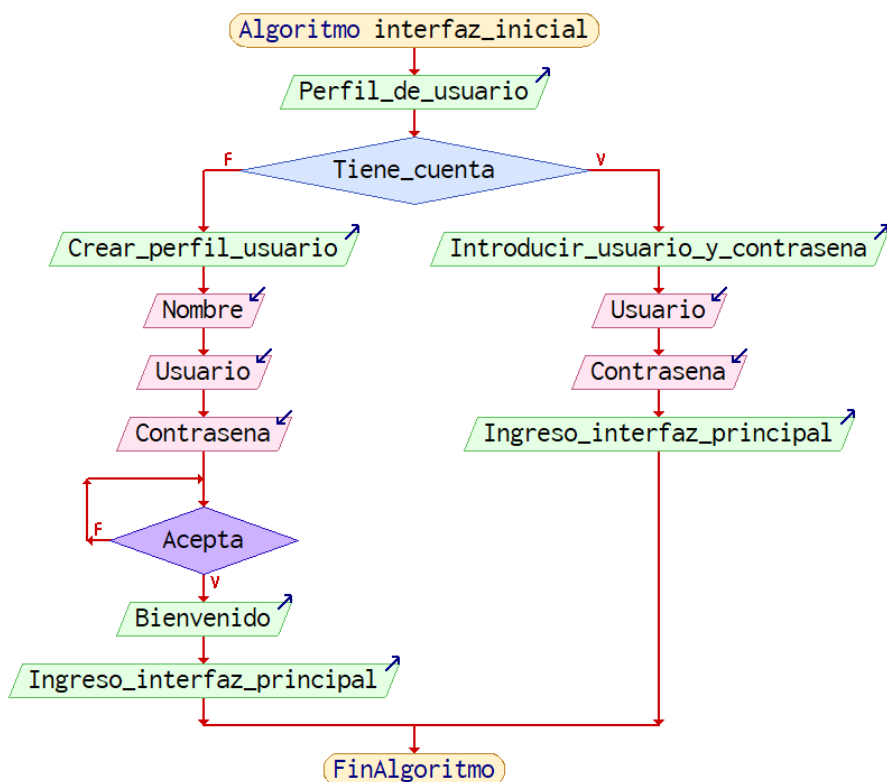 Algoritmo interfaz_inicial
Perfil_de_usuario
Tiene_cuenta
F
V
Crear_perfil_usuario
Nombre
Usuario
Contrasena
Acepta
F
V
Bienvenido
Ingreso_interfaz_principal
Introducir_usuario_y_contrasena
Usuario
Contrasena
Ingreso_interfaz_principal
FinAlgoritmo